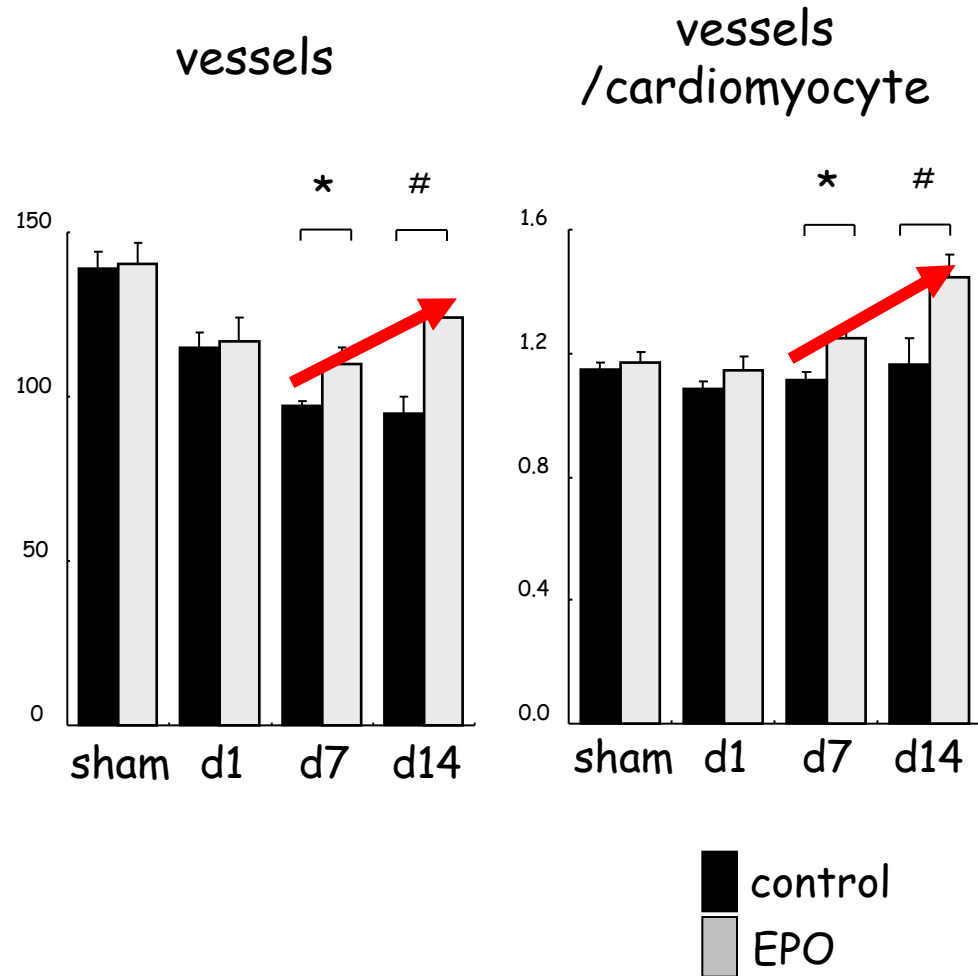 vessels
* #
150
100
50
0
sham d1 d7 d14
vessels
/cardiomyocyte
* #
1.6
1.2
0.8
0.4
0.0
sham d1 d7 d14
control
EPO